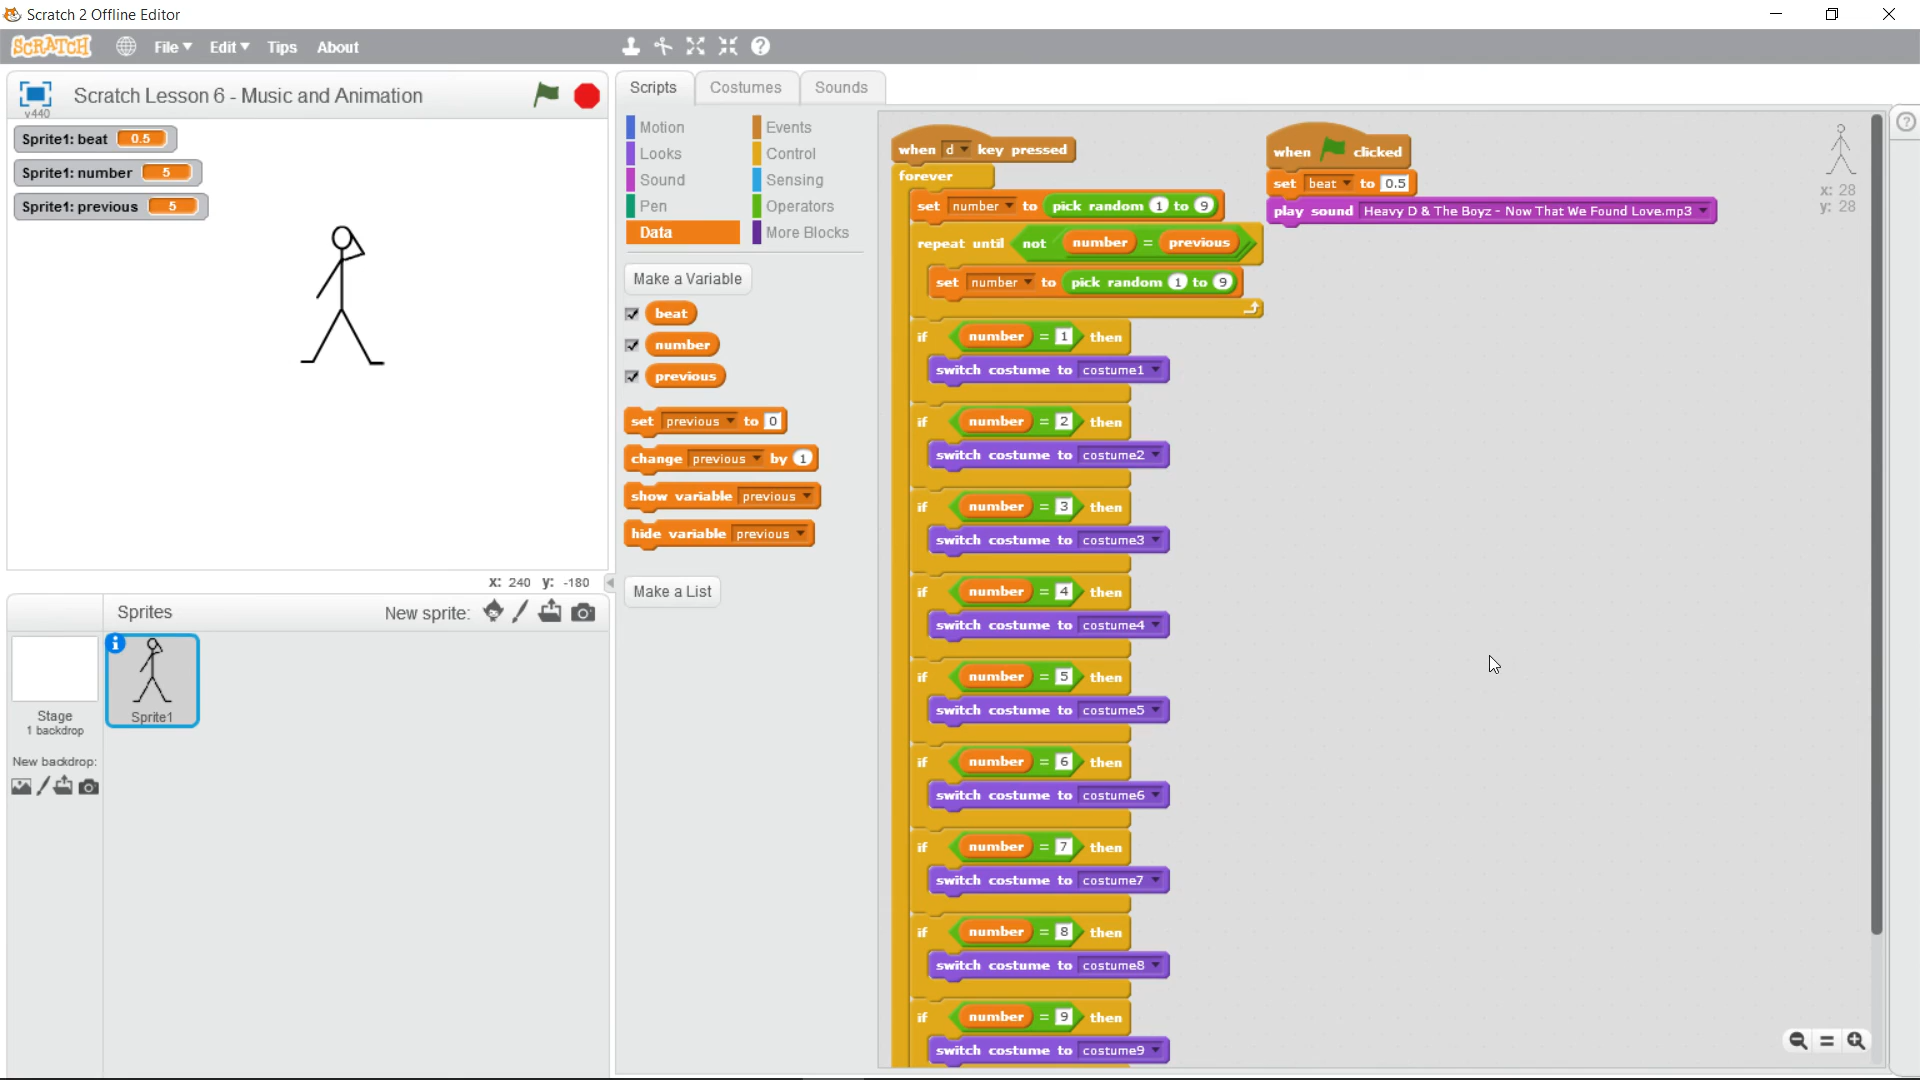 Scratch 2 Offline Editor
SCRATCH File Edit Tips About
v440
Scratch Lesson 6 - Music and Animation
Sprite1: beat 0.5
Sprite1: number 5
Sprite1: previous 5
x: 240 y: -180
Sprites New sprite:
Sprite1
Stage
1 backdrop
New backdrop:
Scripts Costumes Sounds
Motion Events
Looks Control
Sound Sensing
Pen Operators
Data More Blocks
Make a Variable
beat
number
previous
set previous to 0
change previous by 1
show variable previous
hide variable previous
Make a List
when d key pressed
forever
set number to pick random 1 to 9
repeat until not number = previous
set number to pick random 1 to 9
if number = 1 then
switch costume to costume1
if number = 2 then
switch costume to costume2
if number = 3 then
switch costume to costume3
if number = 4 then
switch costume to costume4
if number = 5 then
switch costume to costume5
if number = 6 then
switch costume to costume6
if number = 7 then
switch costume to costume7
if number = 8 then
switch costume to costume8
if number = 9 then
switch costume to costume9
when clicked
set beat to 0.5
play sound Heavy D & The Boyz - Now That We Found Love.mp3
x: 28
y: 28